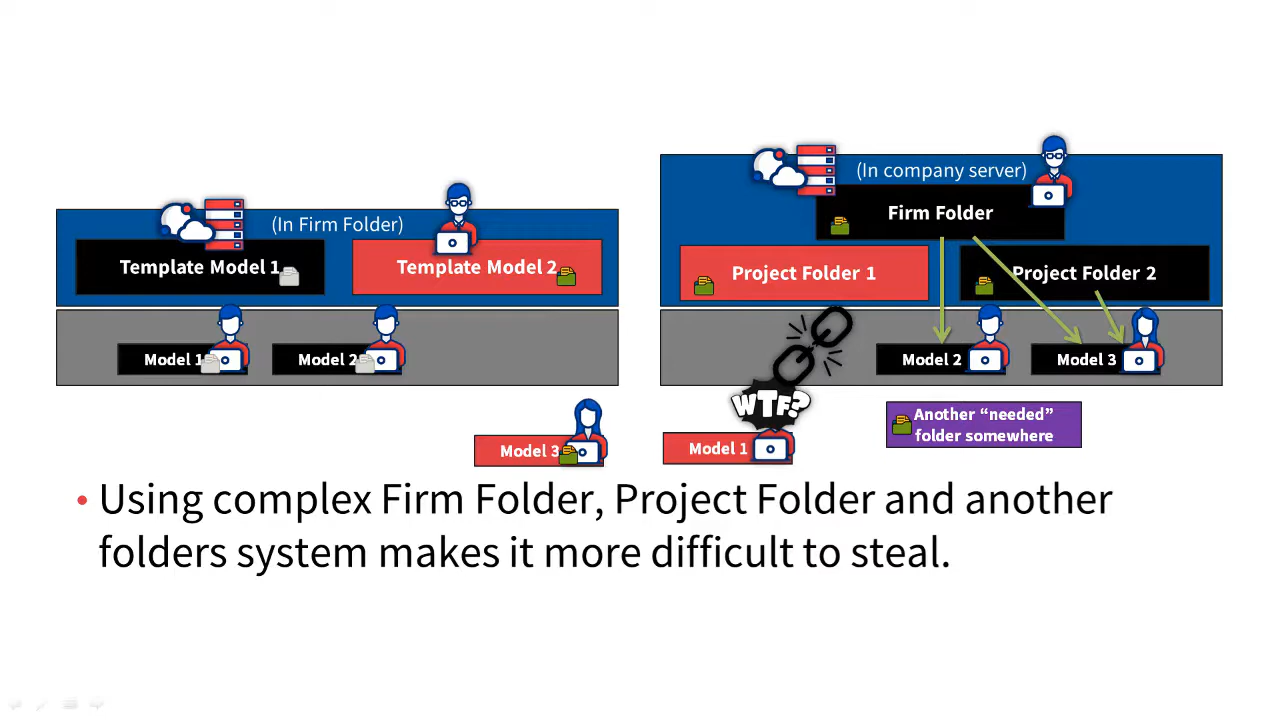 (In Firm Folder)
Template Model 1
Template Model 2
Model 1
Model 2
Model 3
(In company server)
Firm Folder
Project Folder 1
Project Folder 2
Model 2
Model 3
WTF?
Model 1
Another “needed”
folder somewhere
• Using complex Firm Folder, Project Folder and another
folders system makes it more difficult to steal.